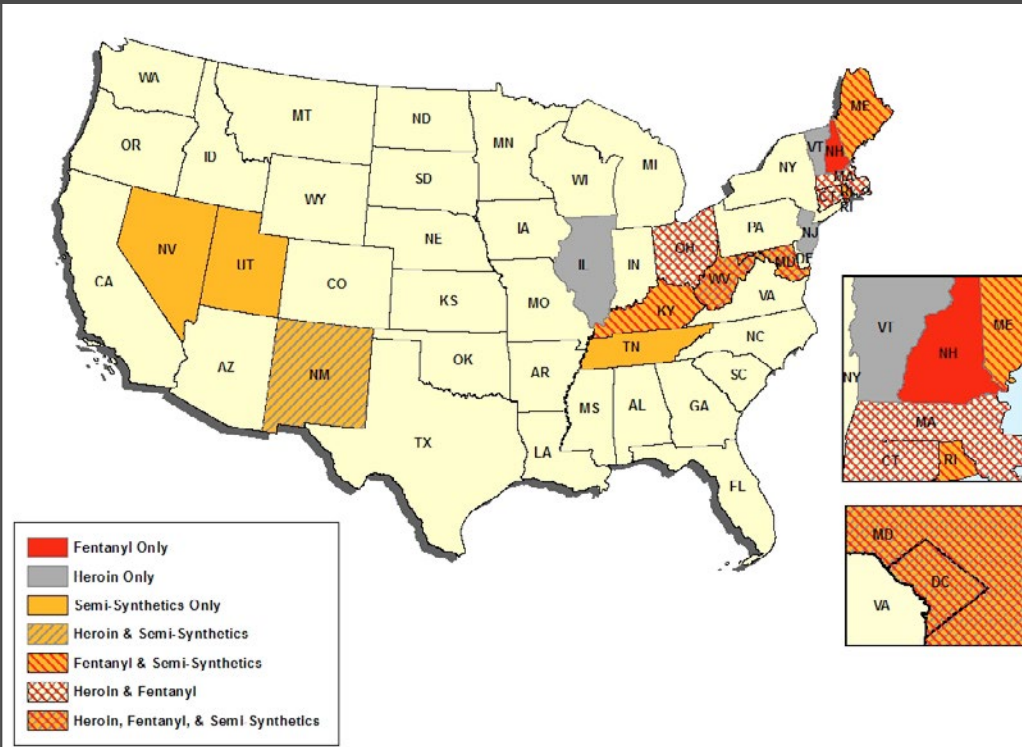 WA
MT
ND
MN
OR
ID
SD
WI
MI
NY
VT
NH
ME
MA
RI
WY
IA
NE
PA
NJ
NV
UT
CO
IL
IN
OH
WV
MD
DE
CA
KS
MO
KY
VA
AZ
NM
OK
AR
TN
NC
SC
TX
LA
MS
AL
GA
FL
VT
NH
ME
NY
MA
CT
RI
MD
DC
VA
Fentanyl Only
Heroin Only
Semi-Synthetics Only
Heroin & Semi-Synthetics
Fentanyl & Semi-Synthetics
Heroin & Fentanyl
Heroin, Fentanyl, & Semi Synthetics